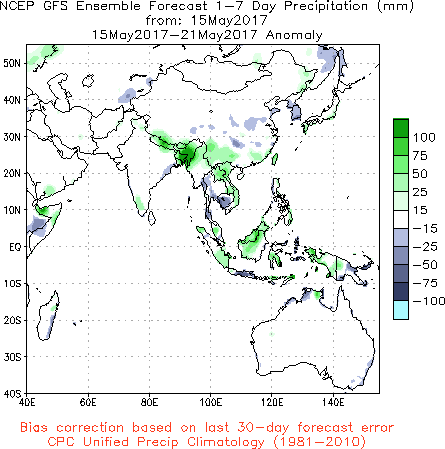 NCEP GFS Ensemble Forecast 1-7 Day Precipitation (mm)
from: 15May2017
15May2017-21May2017 Anomaly
50N
40N
30N
20N
10N
EQ
10S
20S
30S
40S
40E 60E 80E 100E 120E 140E
100
75
50
25
15
-15
-25
-50
-75
-100
Bias correction based on last 30-day forecast error
CPC Unified Precip Climatology (1981-2010)